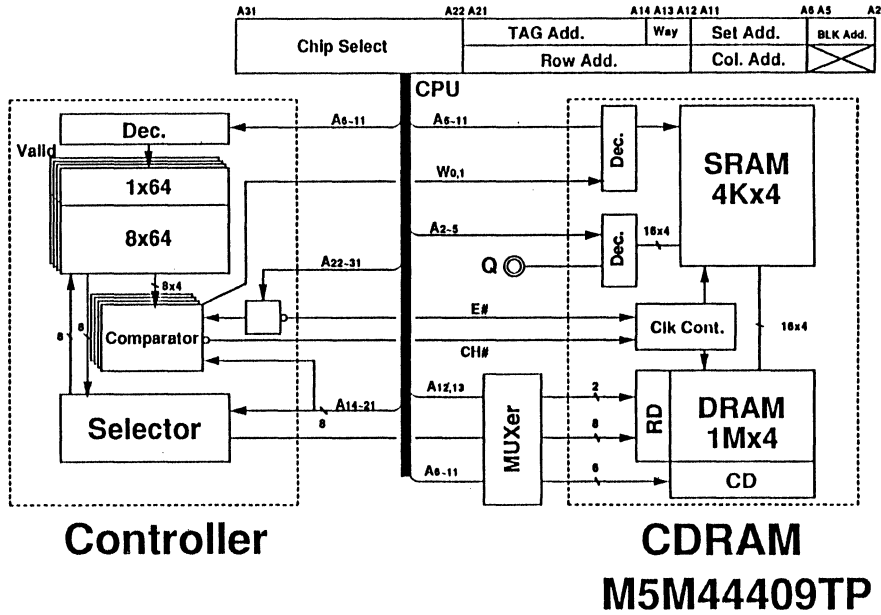 A31 A22 A21 A14 A13 A12 A11 A6 A5 A2
Chip Select TAG Add. Way Set Add. BLK Add.
Row Add. Col. Add.
CPU
Dec. A6~11 A6~11 Dec. SRAM 4Kx4
Valid
1x64 W0,1
8x64 A2~5 Dec. 16x4
A22~31 Q
8x4
Comparator E# Clk Cont. 16x4
8 8
CH#
A14~21 A12,13 2 DRAM 1Mx4
8
Selector MUXer 8 RD
A6~11 6 CD
Controller CDRAM
M5M44409TP